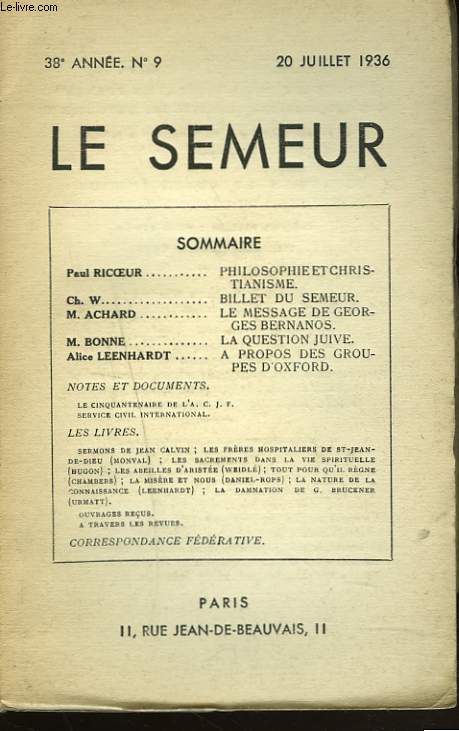 Le-livre.com
38e ANNÉE. N° 9 20 JUILLET 1936
LE SEMEUR
SOMMAIRE
Paul RICŒUR ........... PHILOSOPHIE ET CHRIS-
TIANISME.
Ch. W.................. BILLET DU SEMEUR.
M. ACHARD ............ LE MESSAGE DE GEOR-
GES BERNANOS.
M. BONNE .............. LA QUESTION JUIVE.
Alice LEENHARDT ...... A PROPOS DES GROU-
PES D'OXFORD.
NOTES ET DOCUMENTS.
LE CINQUANTENAIRE DE L'A. C. J. F.
SERVICE CIVIL INTERNATIONAL.
LES LIVRES.
SERMONS DE JEAN CALVIN ; LES FRÈRES HOSPITALIERS DE ST-JEAN-
DE-DIEU (MONVAL) ; LES SACREMENTS DANS LA VIE SPIRITUELLE
(HUGON) ; LES ABEILLES D'ARISTÉE (WEIDLÉ) ; TOUT POUR QU'IL RÈGNE
(CHAMBERS) ; LA MISÈRE ET NOUS (DANIEL-ROPS) ; LA NATURE DE LA
CONNAISSANCE (LEENHARDT) ; LA DAMNATION DE G. BRUCKNER
(URMATT).
OUVRAGES REÇUS.
A TRAVERS LES REVUES.
CORRESPONDANCE FÉDÉRATIVE.
PARIS
11, RUE JEAN-DE-BEAUVAIS, 11